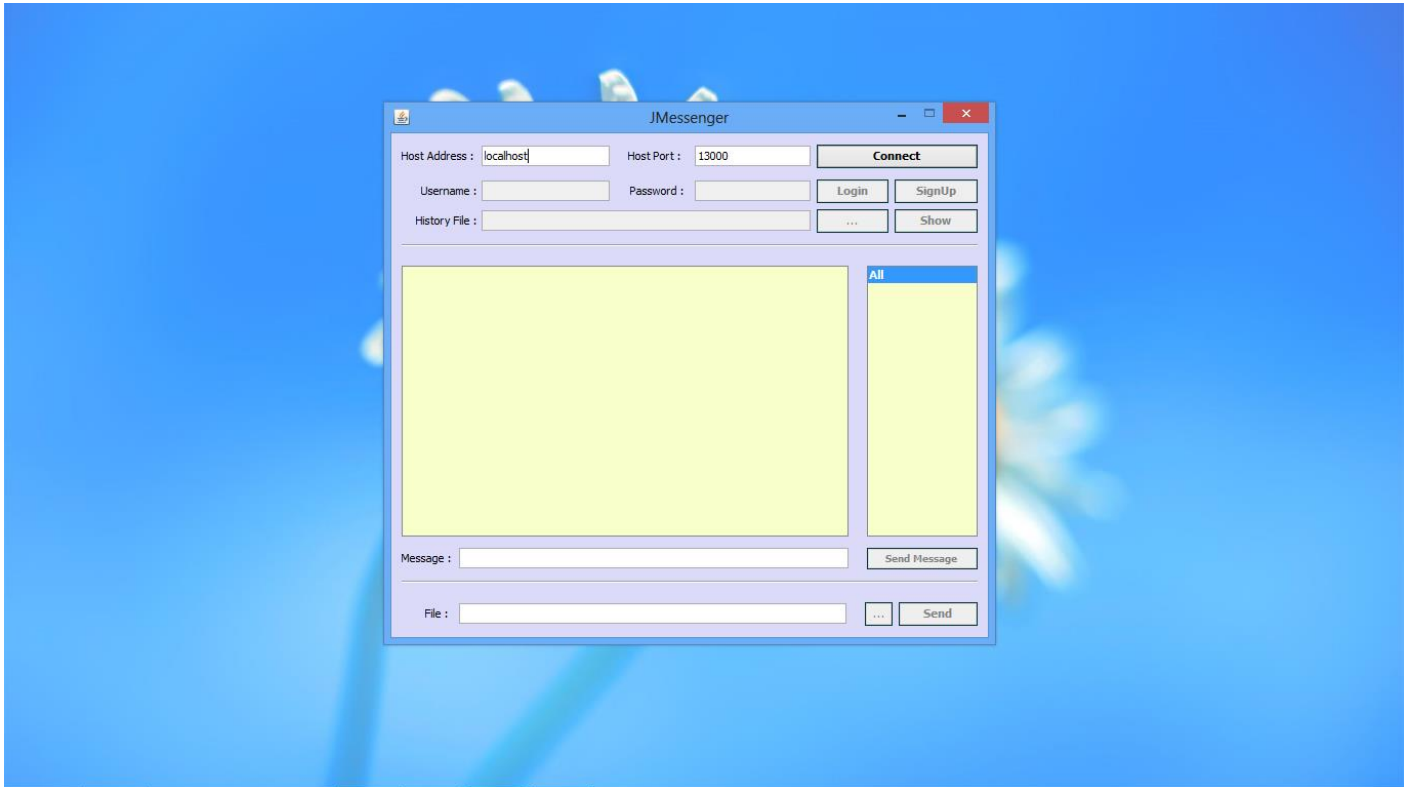 JMessenger
Host Address : localhost Host Port : 13000 Connect
Username : Password : Login SignUp
History File : ... Show
All
Message : Send Message
File : ... Send